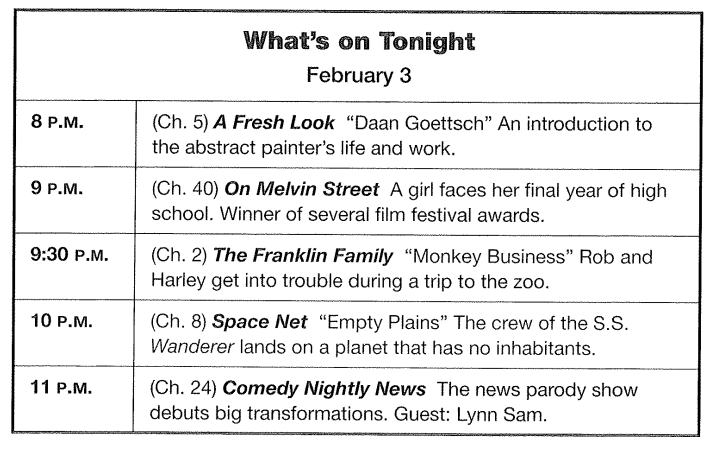 What's on Tonight
February 3
8 P.M.
(Ch. 5) A Fresh Look "Daan Goettsch" An introduction to
the abstract painter's life and work.
9 P.M.
(Ch. 40) On Melvin Street A girl faces her final year of high
school. Winner of several film festival awards.
9:30 P.M.
(Ch. 2) The Franklin Family "Monkey Business" Rob and
Harley get into trouble during a trip to the zoo.
10 P.M.
(Ch. 8) Space Net "Empty Plains" The crew of the S.S.
Wanderer lands on a planet that has no inhabitants.
11 P.M.
(Ch. 24) Comedy Nightly News The news parody show
debuts big transformations. Guest: Lynn Sam.